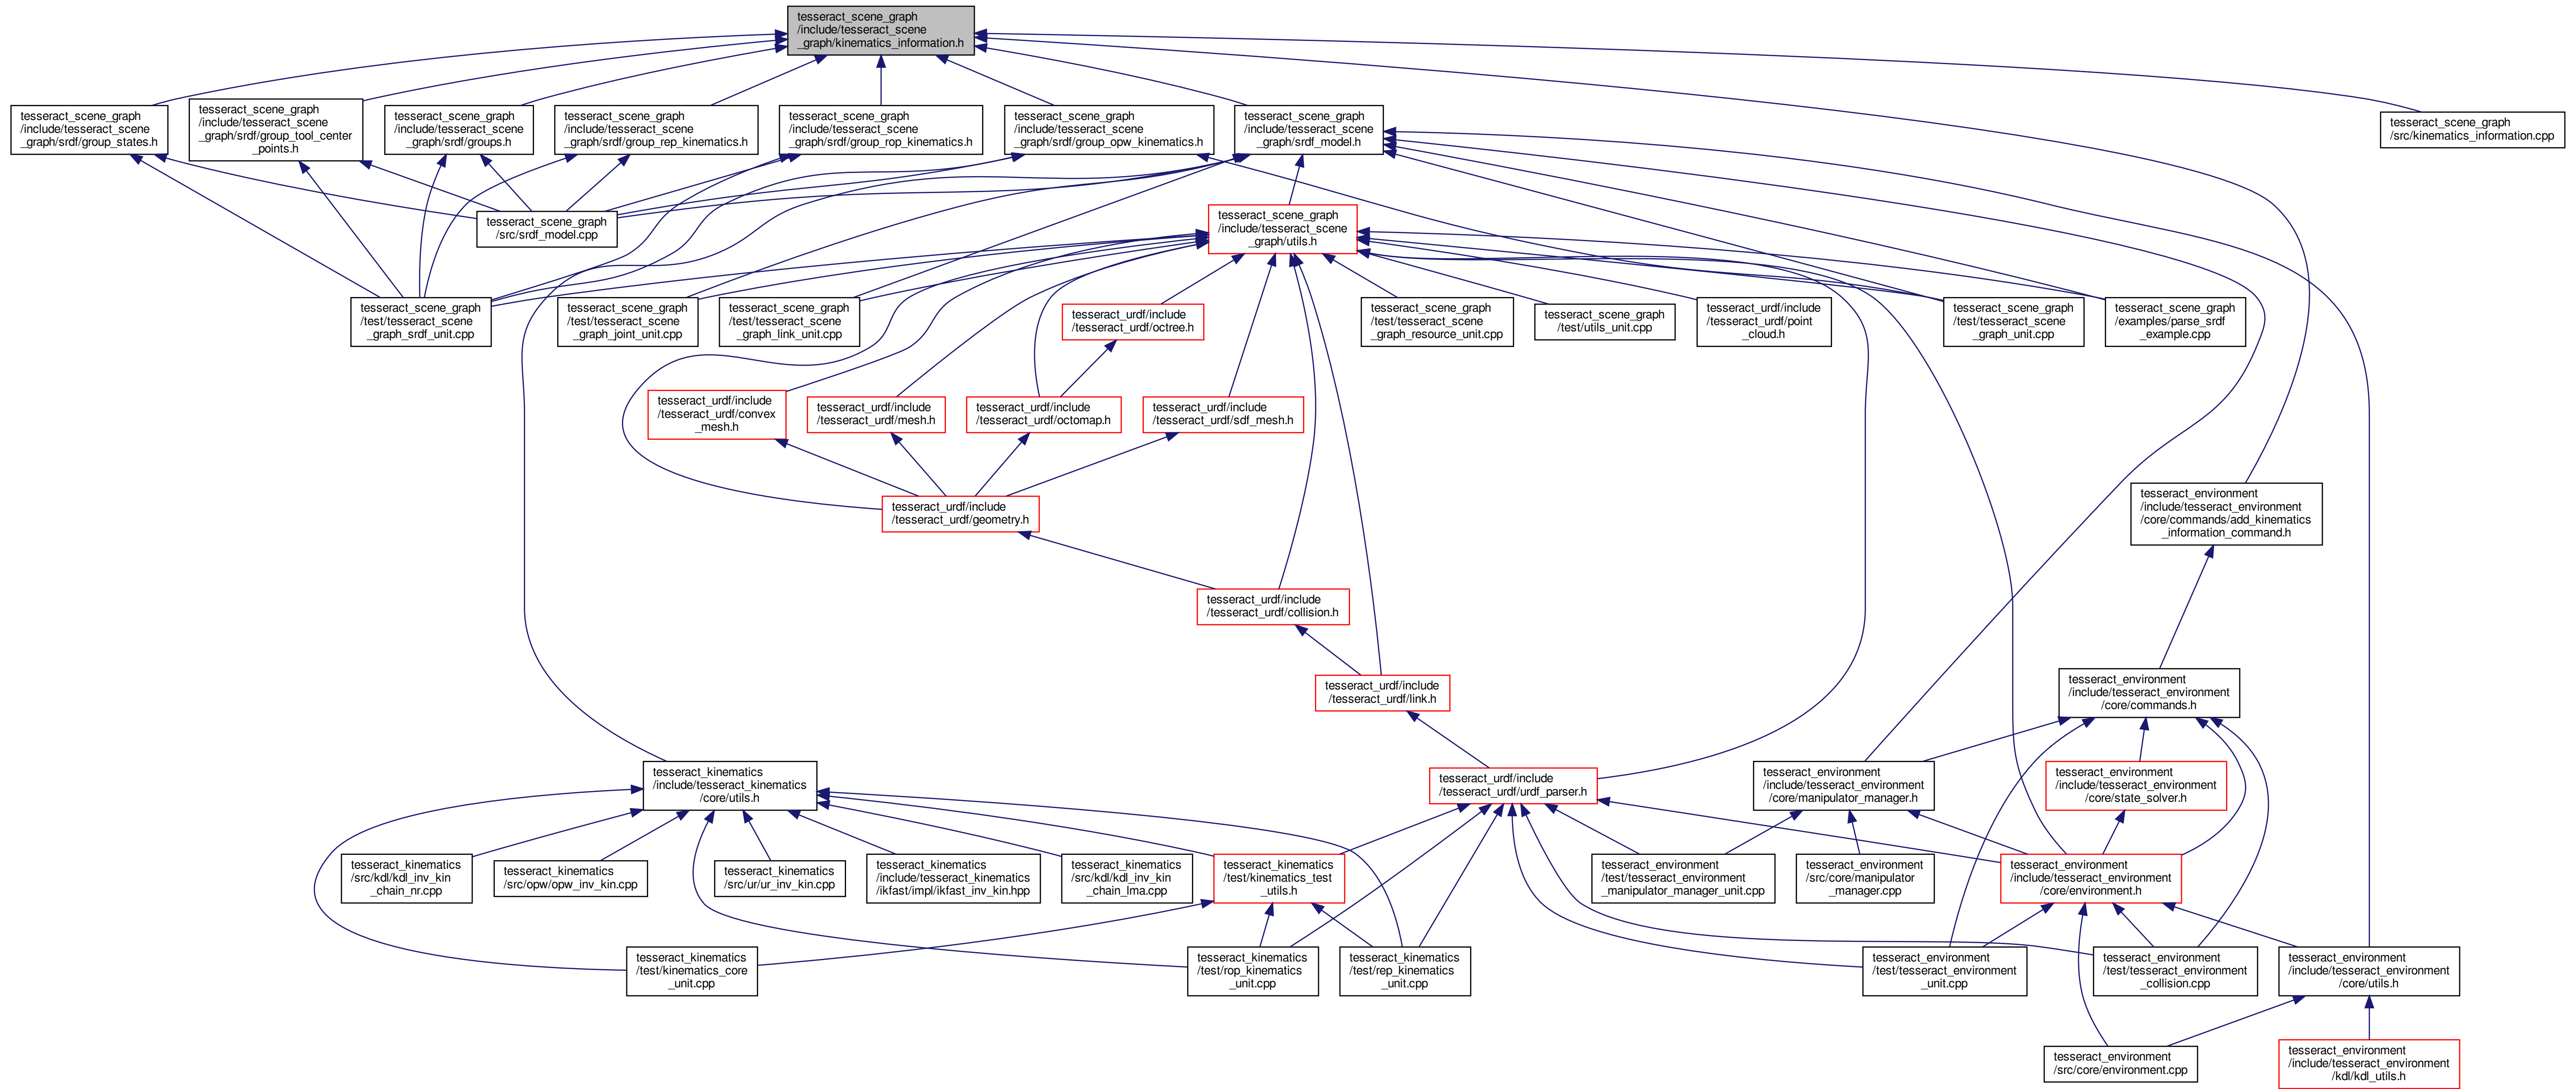 tesseract_scene_graph
/include/tesseract_scene
_graph/kinematics_information.h
tesseract_scene_graph
/include/tesseract_scene
_graph/srdf/group_states.h
tesseract_scene_graph
/include/tesseract_scene
_graph/srdf/group_tool_center
_points.h
tesseract_scene_graph
/include/tesseract_scene
_graph/srdf/groups.h
tesseract_scene_graph
/include/tesseract_scene
_graph/srdf/group_rep_kinematics.h
tesseract_scene_graph
/include/tesseract_scene
_graph/srdf/group_rop_kinematics.h
tesseract_scene_graph
/include/tesseract_scene
_graph/srdf/group_opw_kinematics.h
tesseract_scene_graph
/include/tesseract_scene
_graph/srdf_model.h
tesseract_scene_graph
/src/kinematics_information.cpp
tesseract_scene_graph
/src/srdf_model.cpp
tesseract_scene_graph
/include/tesseract_scene
_graph/utils.h
tesseract_scene_graph
/test/tesseract_scene
_graph_srdf_unit.cpp
tesseract_scene_graph
/test/tesseract_scene
_graph_joint_unit.cpp
tesseract_scene_graph
/test/tesseract_scene
_graph_link_unit.cpp
tesseract_urdf/include
/tesseract_urdf/octree.h
tesseract_scene_graph
/test/tesseract_scene
_graph_resource_unit.cpp
tesseract_scene_graph
/test/utils_unit.cpp
tesseract_urdf/include
/tesseract_urdf/point
_cloud.h
tesseract_scene_graph
/test/tesseract_scene
_graph_unit.cpp
tesseract_scene_graph
/examples/parse_srdf
_example.cpp
tesseract_urdf/include
/tesseract_urdf/convex
_mesh.h
tesseract_urdf/include
/tesseract_urdf/mesh.h
tesseract_urdf/include
/tesseract_urdf/octomap.h
tesseract_urdf/include
/tesseract_urdf/sdf_mesh.h
tesseract_urdf/include
/tesseract_urdf/geometry.h
tesseract_environment
/include/tesseract_environment
/core/commands/add_kinematics
_information_command.h
tesseract_urdf/include
/tesseract_urdf/collision.h
tesseract_urdf/include
/tesseract_urdf/link.h
tesseract_environment
/include/tesseract_environment
/core/commands.h
tesseract_kinematics
/include/tesseract_kinematics
/core/utils.h
tesseract_urdf/include
/tesseract_urdf/urdf_parser.h
tesseract_environment
/include/tesseract_environment
/core/manipulator_manager.h
tesseract_environment
/include/tesseract_environment
/core/state_solver.h
tesseract_kinematics
/src/kdl/kdl_inv_kin
_chain_nr.cpp
tesseract_kinematics
/src/opw/opw_inv_kin.cpp
tesseract_kinematics
/src/ur/ur_inv_kin.cpp
tesseract_kinematics
/include/tesseract_kinematics
/ikfast/impl/ikfast_inv_kin.hpp
tesseract_kinematics
/src/kdl/kdl_inv_kin
_chain_lma.cpp
tesseract_kinematics
/test/kinematics_test
_utils.h
tesseract_environment
/test/tesseract_environment
_manipulator_manager_unit.cpp
tesseract_environment
/src/core/manipulator
_manager.cpp
tesseract_environment
/include/tesseract_environment
/core/environment.h
tesseract_kinematics
/test/kinematics_core
_unit.cpp
tesseract_kinematics
/test/rop_kinematics
_unit.cpp
tesseract_kinematics
/test/rep_kinematics
_unit.cpp
tesseract_environment
/test/tesseract_environment
_unit.cpp
tesseract_environment
/test/tesseract_environment
_collision.cpp
tesseract_environment
/include/tesseract_environment
/core/utils.h
tesseract_environment
/src/core/environment.cpp
tesseract_environment
/include/tesseract_environment
/kdl/kdl_utils.h